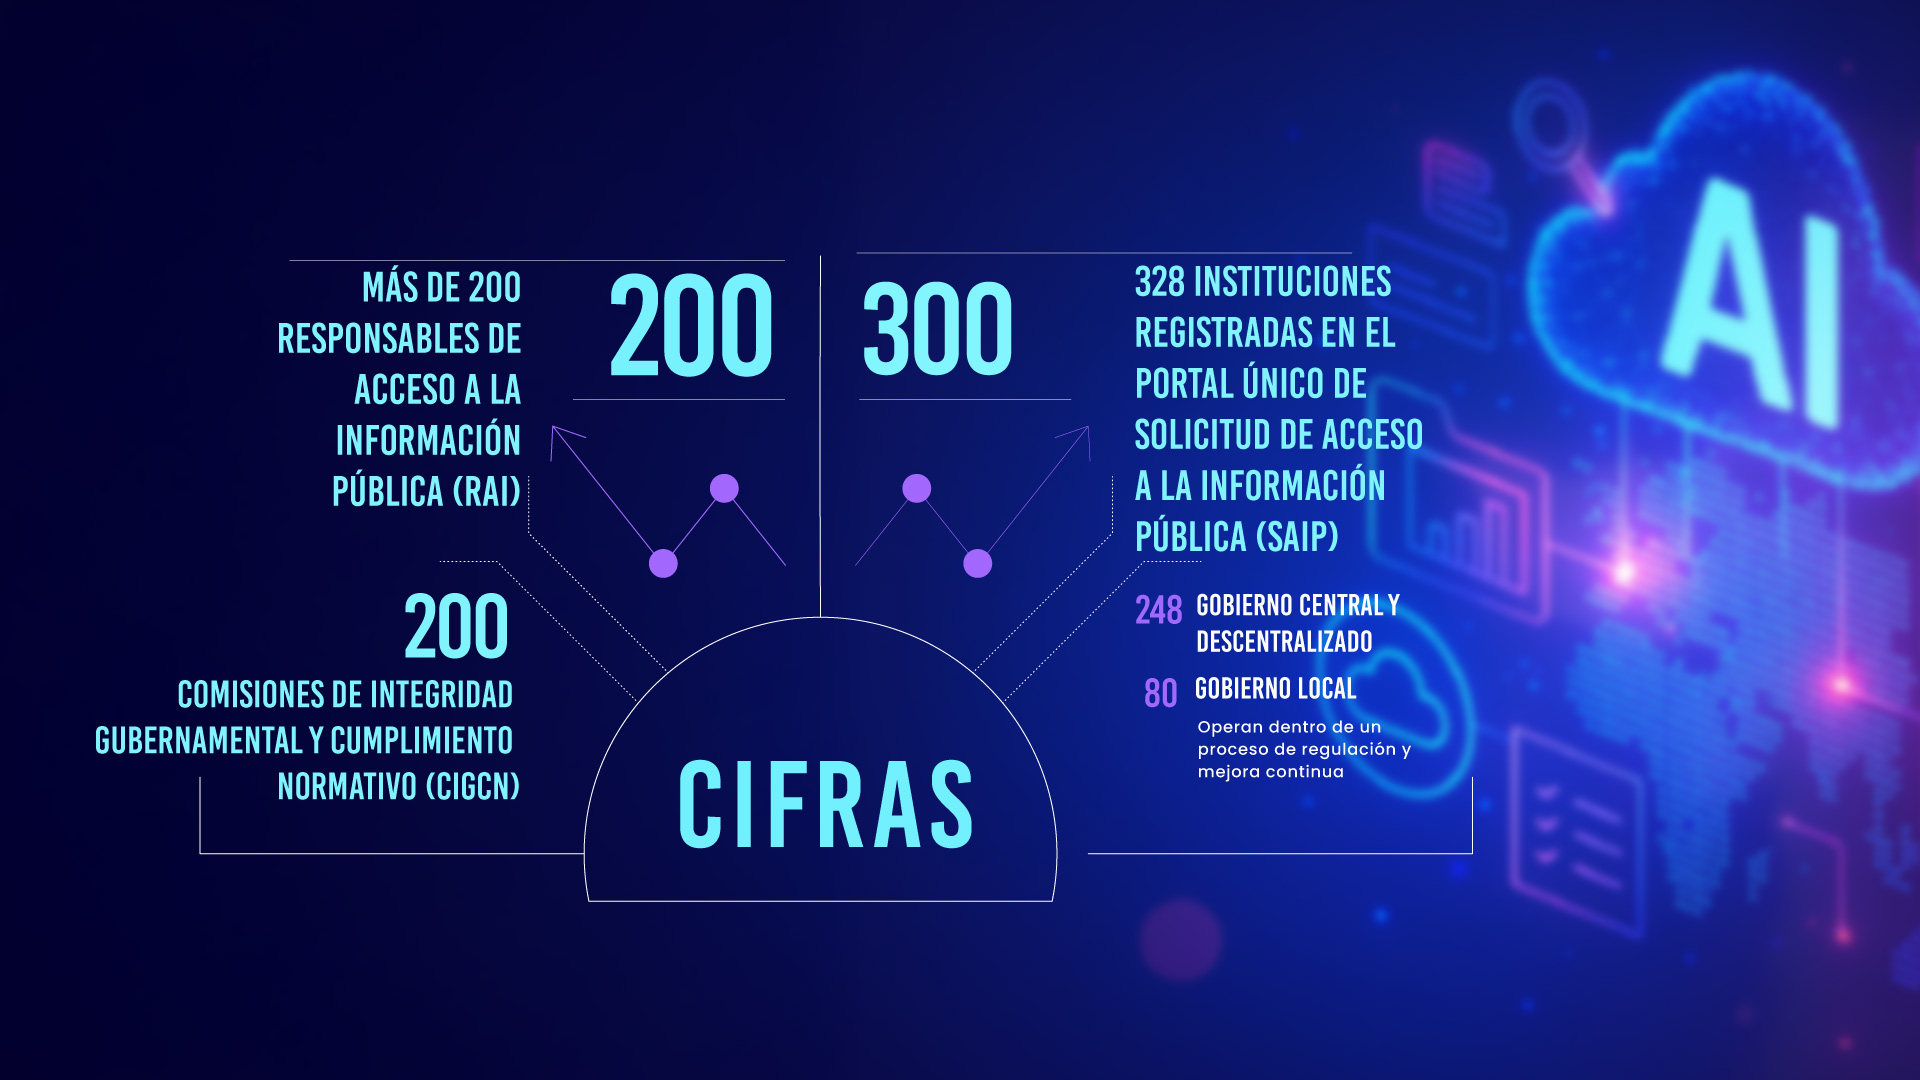 MÁS DE 200
RESPONSABLES DE
ACCESO A LA
INFORMACIÓN
PÚBLICA (RAI)
200
200
COMISIONES DE INTEGRIDAD
GUBERNAMENTAL Y CUMPLIMIENTO
NORMATIVO (CIGCN)
300
328 INSTITUCIONES
REGISTRADAS EN EL
PORTAL ÚNICO DE
SOLICITUD DE ACCESO
A LA INFORMACIÓN
PÚBLICA (SAIP)
248 GOBIERNO CENTRAL Y
DESCENTRALIZADO
80 GOBIERNO LOCAL
Operan dentro de un
proceso de regulación y
mejora continua
CIFRAS
AI